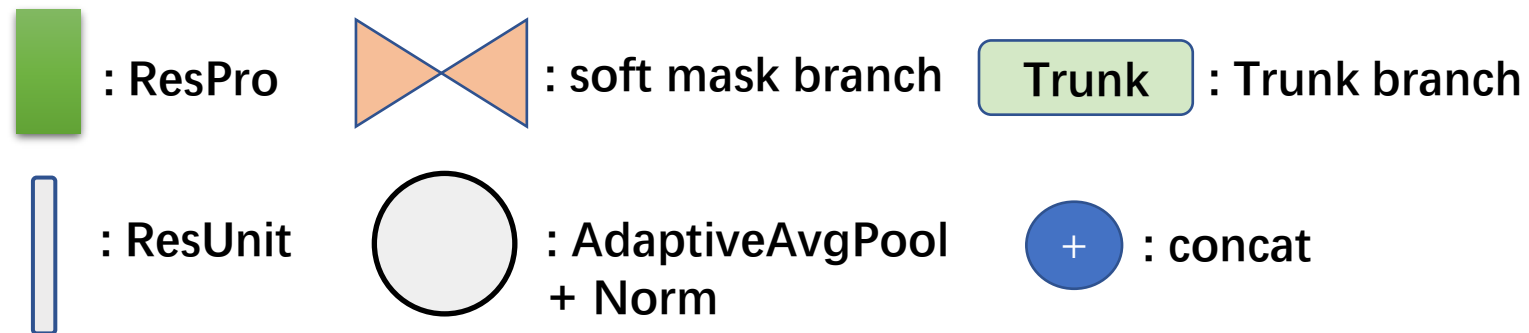 : ResPro
: soft mask branch
Trunk
: Trunk branch
: ResUnit
: AdaptiveAvgPool
+ Norm
+
: concat